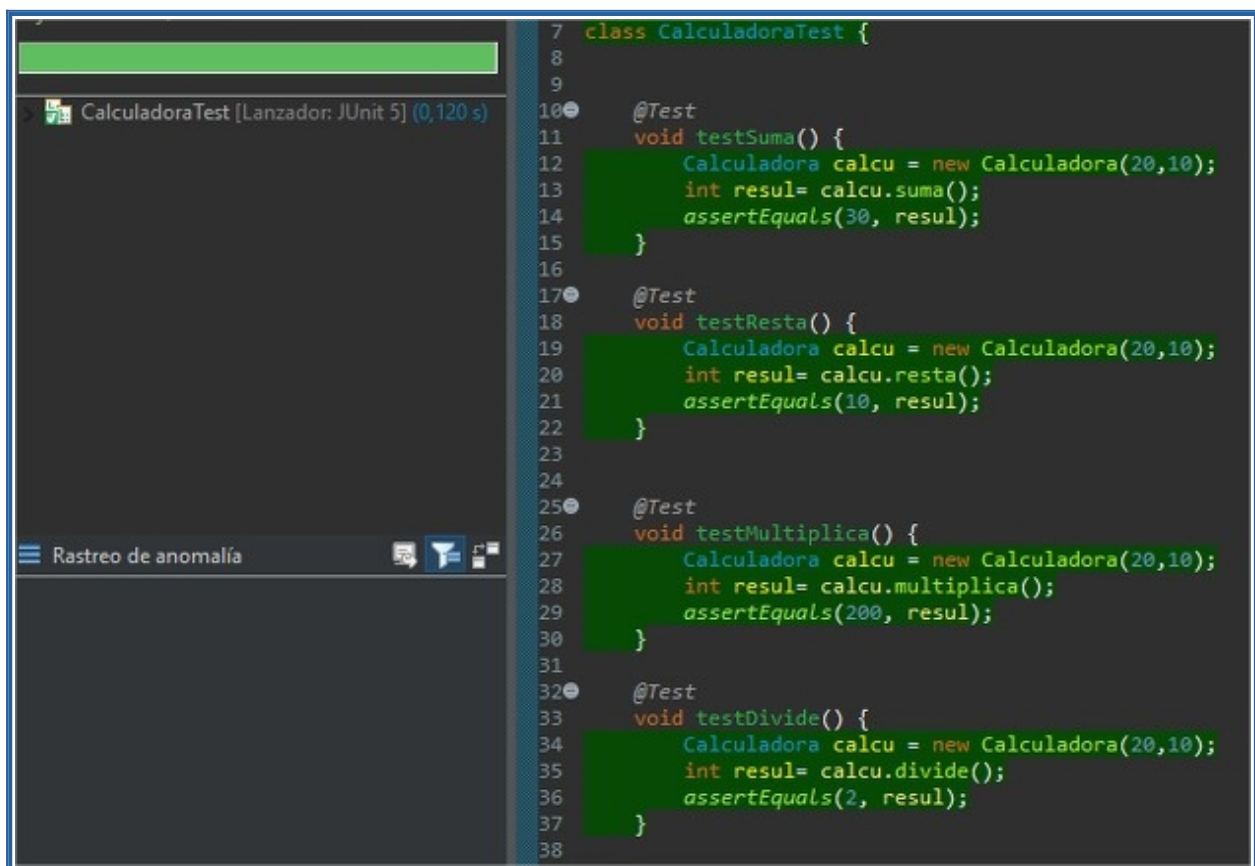 CalculadoraTest [Lanzador: JUnit 5] (0,120 s)
Rastreo de anomalía
7 class CalculadoraTest {
8
9
10 @Test
11 void testSuma() {
12 Calculadora calcu = new Calculadora(20,10);
13 int resul= calcu.suma();
14 assertEquals(30, resul);
15 }
16
17 @Test
18 void testResta() {
19 Calculadora calcu = new Calculadora(20,10);
20 int resul= calcu.resta();
21 assertEquals(10, resul);
22 }
23
24
25 @Test
26 void testMultiplica() {
27 Calculadora calcu = new Calculadora(20,10);
28 int resul= calcu.multiplica();
29 assertEquals(200, resul);
30 }
31
32 @Test
33 void testDivide() {
34 Calculadora calcu = new Calculadora(20,10);
35 int resul= calcu.divide();
36 assertEquals(2, resul);
37 }
38